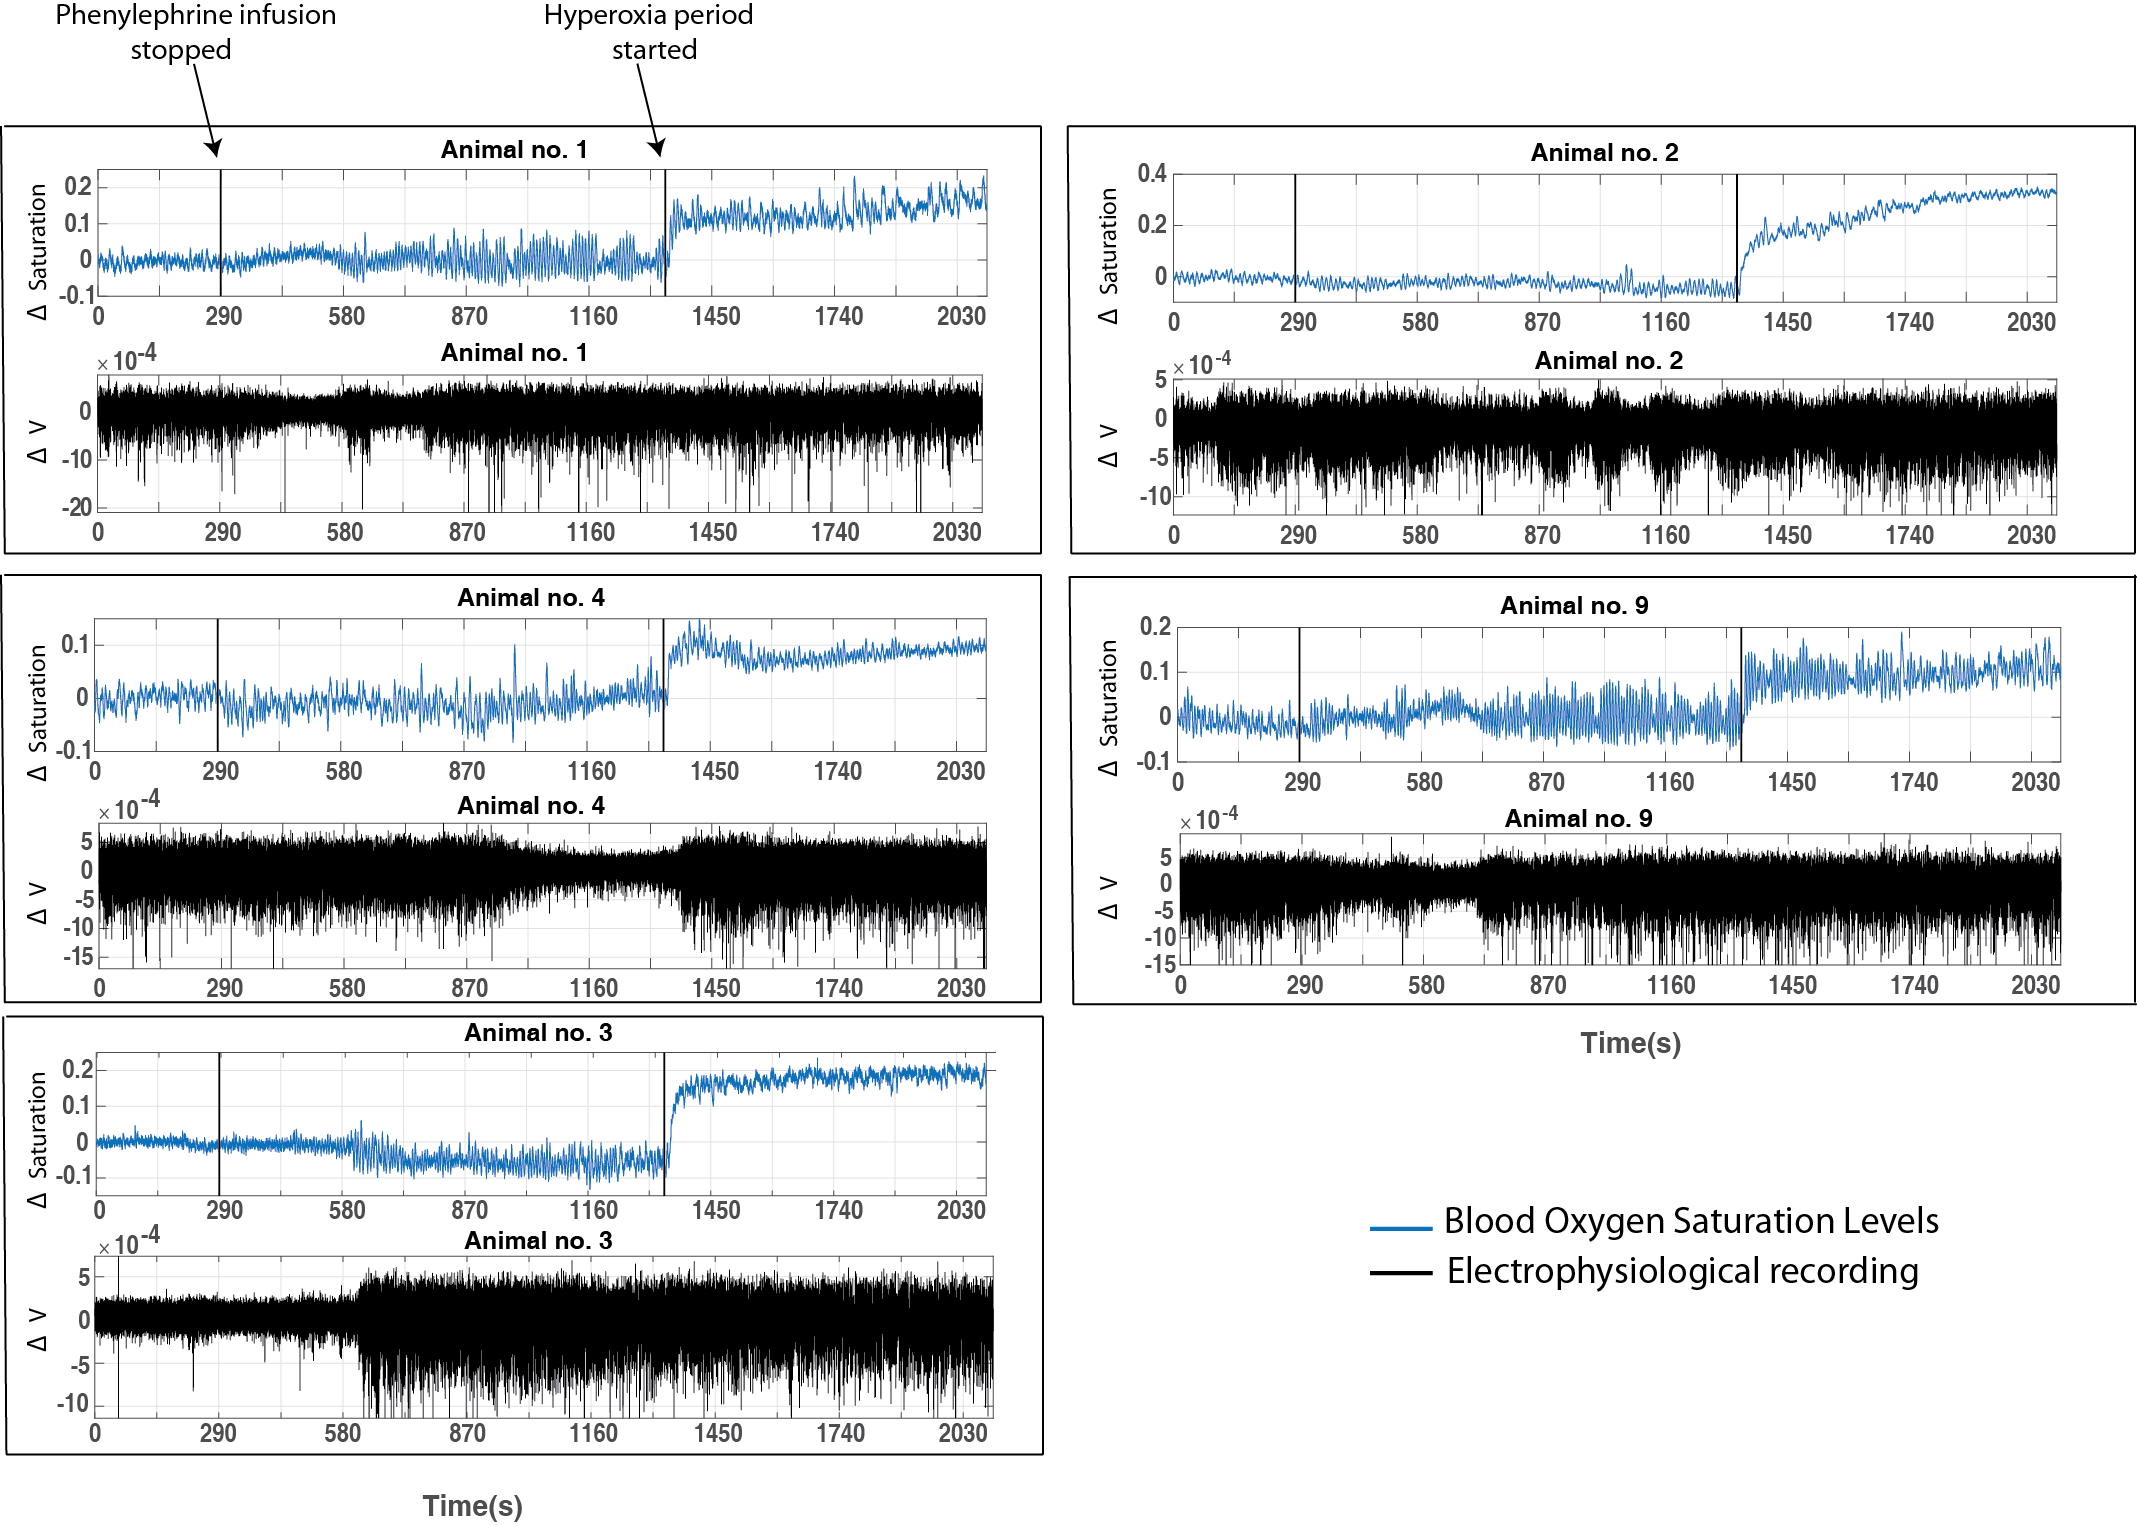 Phenylephrine infusion
stopped
Hyperoxia period
started
Animal no. 1
Δ Saturation
0.2
0.1
0
-0.1
0 290 580 870 1160 1450 1740 2030
Animal no. 1
× 10-4
Δ V
0
-10
-20
0 290 580 870 1160 1450 1740 2030
Animal no. 2
Δ Saturation
0.4
0.2
0
0 290 580 870 1160 1450 1740 2030
Animal no. 2
× 10-4
Δ V
5
0
-5
-10
0 290 580 870 1160 1450 1740 2030
Animal no. 4
Δ Saturation
0.1
0
-0.1
0 290 580 870 1160 1450 1740 2030
Animal no. 4
× 10-4
Δ V
5
0
-5
-10
-15
0 290 580 870 1160 1450 1740 2030
Animal no. 9
Δ Saturation
0.2
0.1
0
-0.1
0 290 580 870 1160 1450 1740 2030
Animal no. 9
× 10-4
Δ V
5
0
-5
-10
-15
0 290 580 870 1160 1450 1740 2030
Time(s)
Animal no. 3
Δ Saturation
0.2
0.1
0
-0.1
0 290 580 870 1160 1450 1740 2030
Animal no. 3
× 10-4
Δ V
5
0
-5
-10
0 290 580 870 1160 1450 1740 2030
Time(s)
Blood Oxygen Saturation Levels
Electrophysiological recording